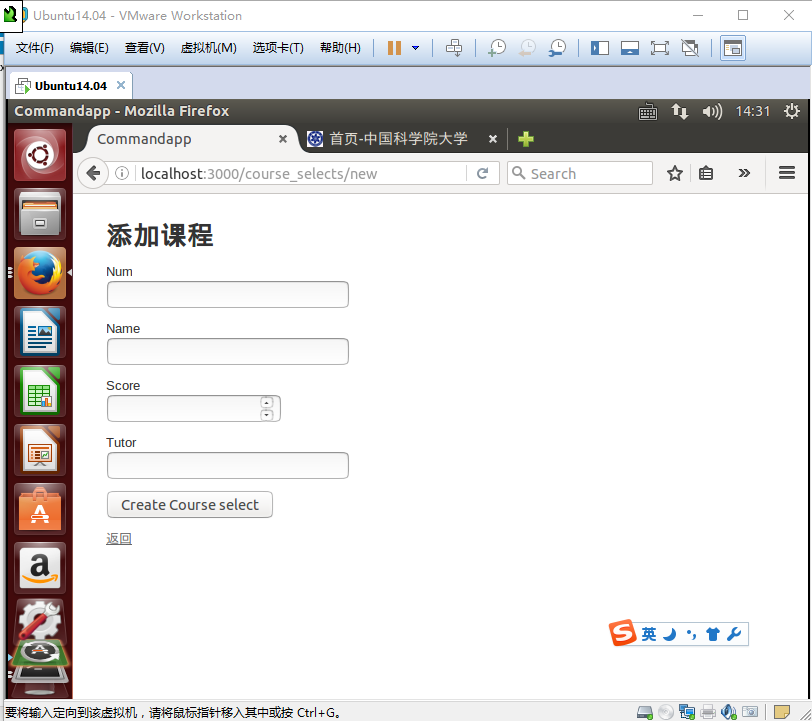 Ubuntu14.04 - VMware Workstation
文件(F) 编辑(E) 查看(V) 虚拟机(M) 选项卡(T) 帮助(H)
Ubuntu14.04
Commandapp - Mozilla Firefox 14:31
Commandapp 首页-中国科学院大学
localhost:3000/course_selects/new Search
添加课程
Num
Name
Score
Tutor
Create Course select
返回
英
要将输入定向到该虚拟机，请将鼠标指针移入其中或按 Ctrl+G。